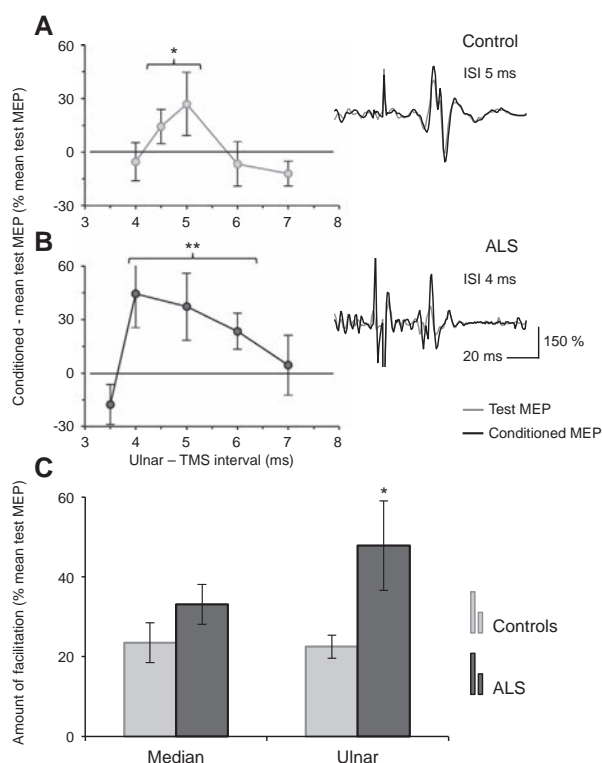 A
60
*
30
0
-30
3 4 5 6 7 8
Control
ISI 5 ms
B
60
**
30
0
-30
3 4 5 6 7 8
Ulnar – TMS interval (ms)
Conditioned - mean test MEP (% mean test MEP)
ALS
ISI 4 ms
150 %
20 ms
Test MEP
Conditioned MEP
C
60
*
40
20
0
Amount of facilitation (% mean test MEP)
Median Ulnar
Controls
ALS